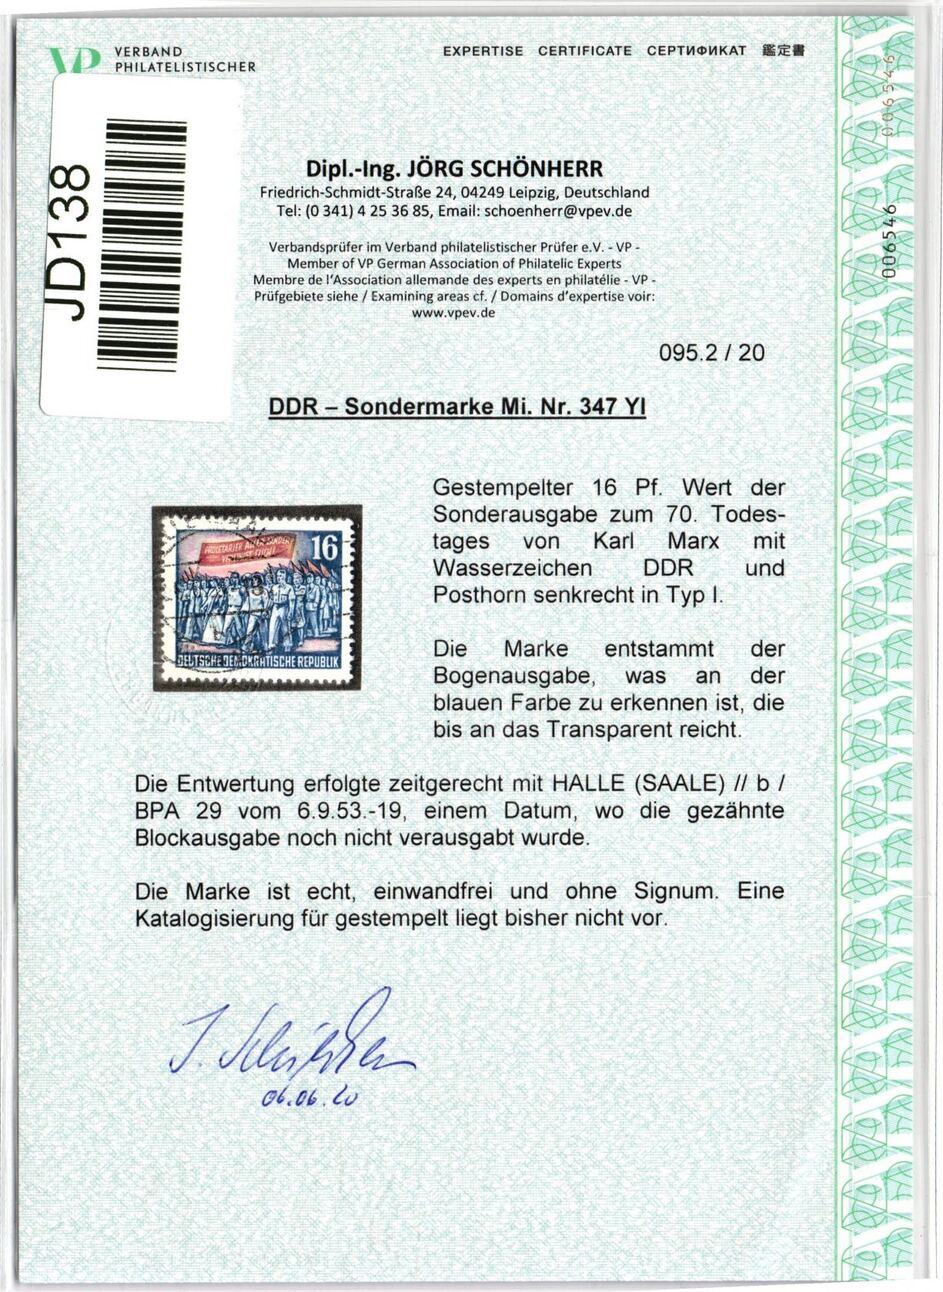 VP VERBAND
PHILATELISTISCHER
EXPERTISE CERTIFICATE СЕРТИФИКАТ 鑑定書
JD138
Dipl.-Ing. JÖRG SCHÖNHERR
Friedrich-Schmidt-Straße 24, 04249 Leipzig, Deutschland
Tel: (0 341) 4 25 36 85, Email: schoenherr@vpev.de
Verbandsprüfer im Verband philatelistischer Prüfer e.V. - VP -
Member of VP German Association of Philatelic Experts
Membre de l'Association allemande des experts en philatélie - VP -
Prüfgebiete siehe / Examining areas cf. / Domains d'expertise voir:
www.vpev.de
006546
006546
095.2 / 20
DDR – Sondermarke Mi. Nr. 347 YI
PROLETARIER ALLER LÄNDER
VEREINIGT EUCH!
16
DEUTSCHE DEMOKRATISCHE REPUBLIK
Gestempelter 16 Pf. Wert der
Sonderausgabe zum 70. Todes-
tages von Karl Marx mit
Wasserzeichen DDR und
Posthorn senkrecht in Typ I.
Die Marke entstammt der
Bogenausgabe, was an der
blauen Farbe zu erkennen ist, die
bis an das Transparent reicht.
Die Entwertung erfolgte zeitgerecht mit HALLE (SAALE) // b /
BPA 29 vom 6.9.53.-19, einem Datum, wo die gezähnte
Blockausgabe noch nicht verausgabt wurde.
Die Marke ist echt, einwandfrei und ohne Signum. Eine
Katalogisierung für gestempelt liegt bisher nicht vor.
J. Schönherr
06.06.20